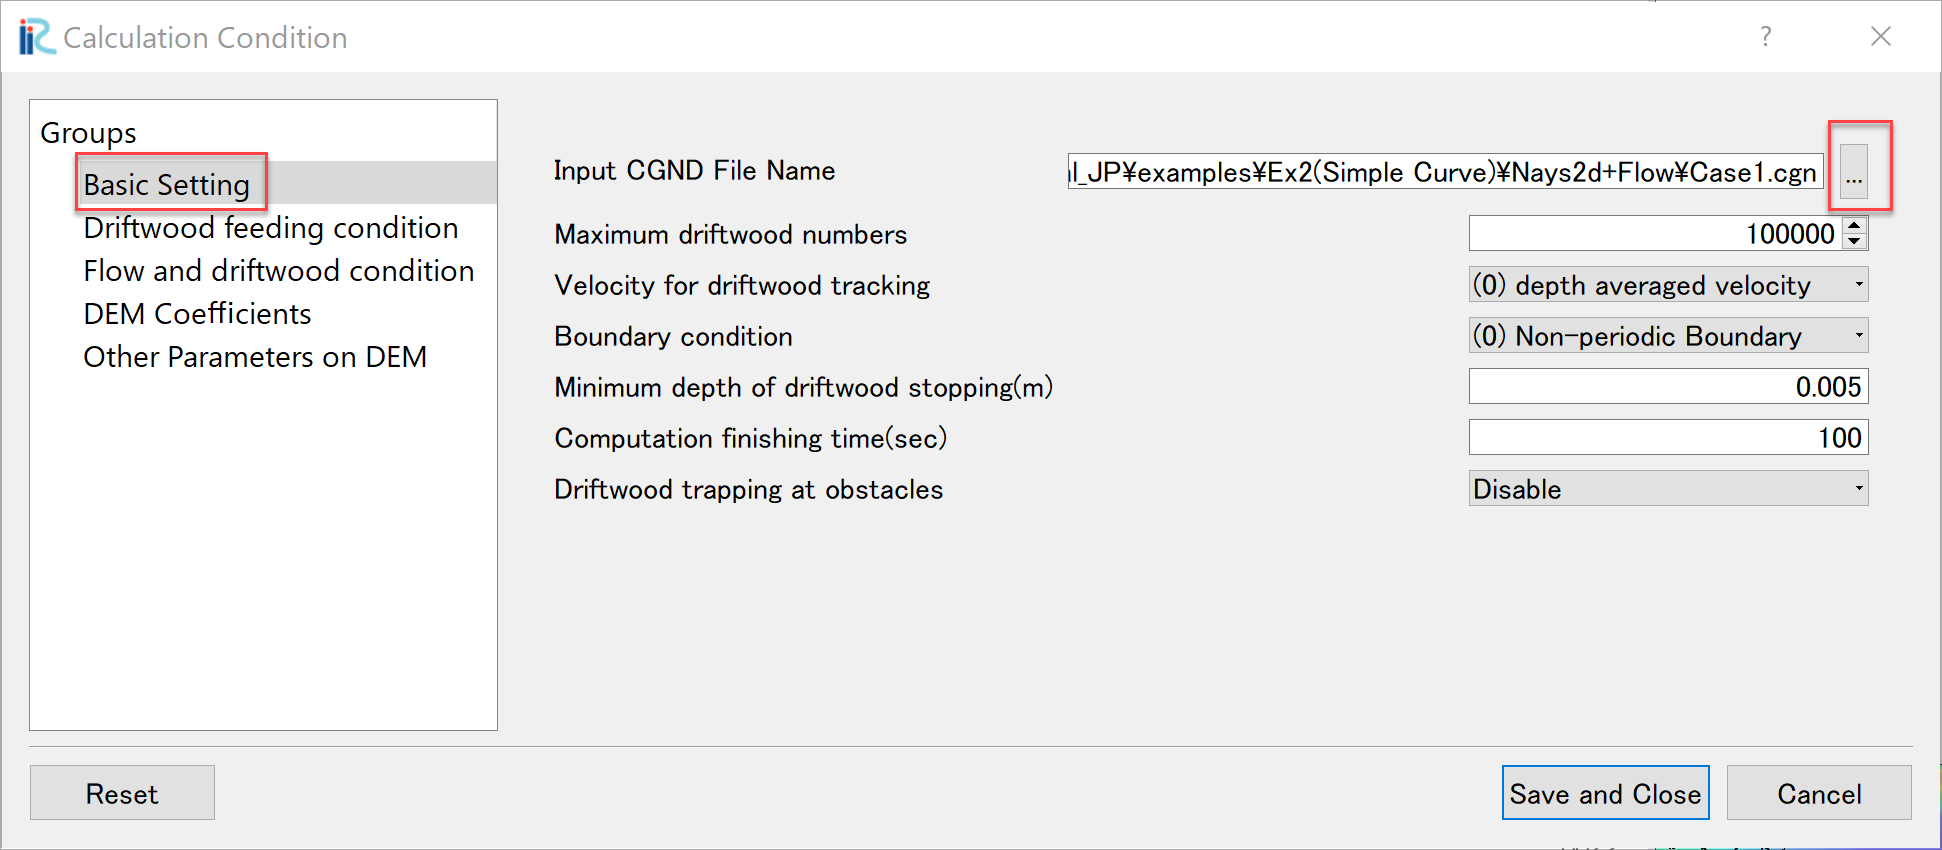 iRIC Calculation Condition ?
Groups
Basic Setting
Driftwood feeding condition
Flow and driftwood condition
DEM Coefficients
Other Parameters on DEM
Input CGND File Name l_JP¥examples¥Ex2(Simple Curve)¥Nays2d+Flow¥Case1.cgn ...
Maximum driftwood numbers 100000
Velocity for driftwood tracking (0) depth averaged velocity
Boundary condition (0) Non-periodic Boundary
Minimum depth of driftwood stopping(m) 0.005
Computation finishing time(sec) 100
Driftwood trapping at obstacles Disable
Reset Save and Close Cancel